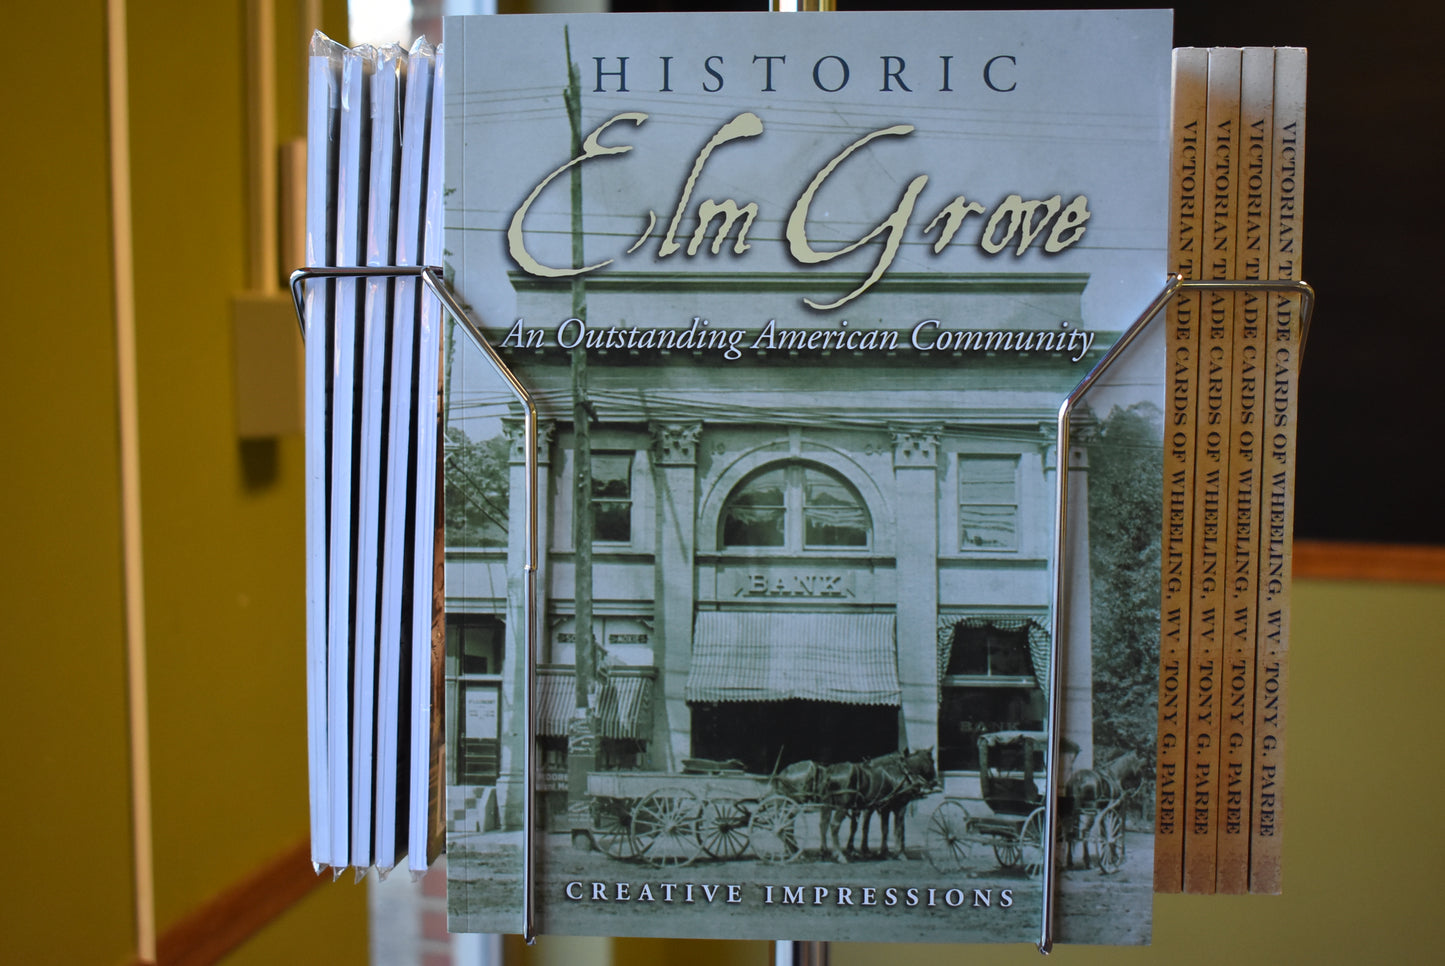 HISTORIC
Elm Grove
An Outstanding American Community
BANK
BANK
CREATIVE IMPRESSIONS
VICTORIAN TRADE CARDS OF WHEELING, WV · TONY G. PAREE
VICTORIAN TRADE CARDS OF WHEELING, WV · TONY G. PAREE
VICTORIAN TRADE CARDS OF WHEELING, WV · TONY G. PAREE
VICTORIAN TRADE CARDS OF WHEELING, WV · TONY G. PAREE